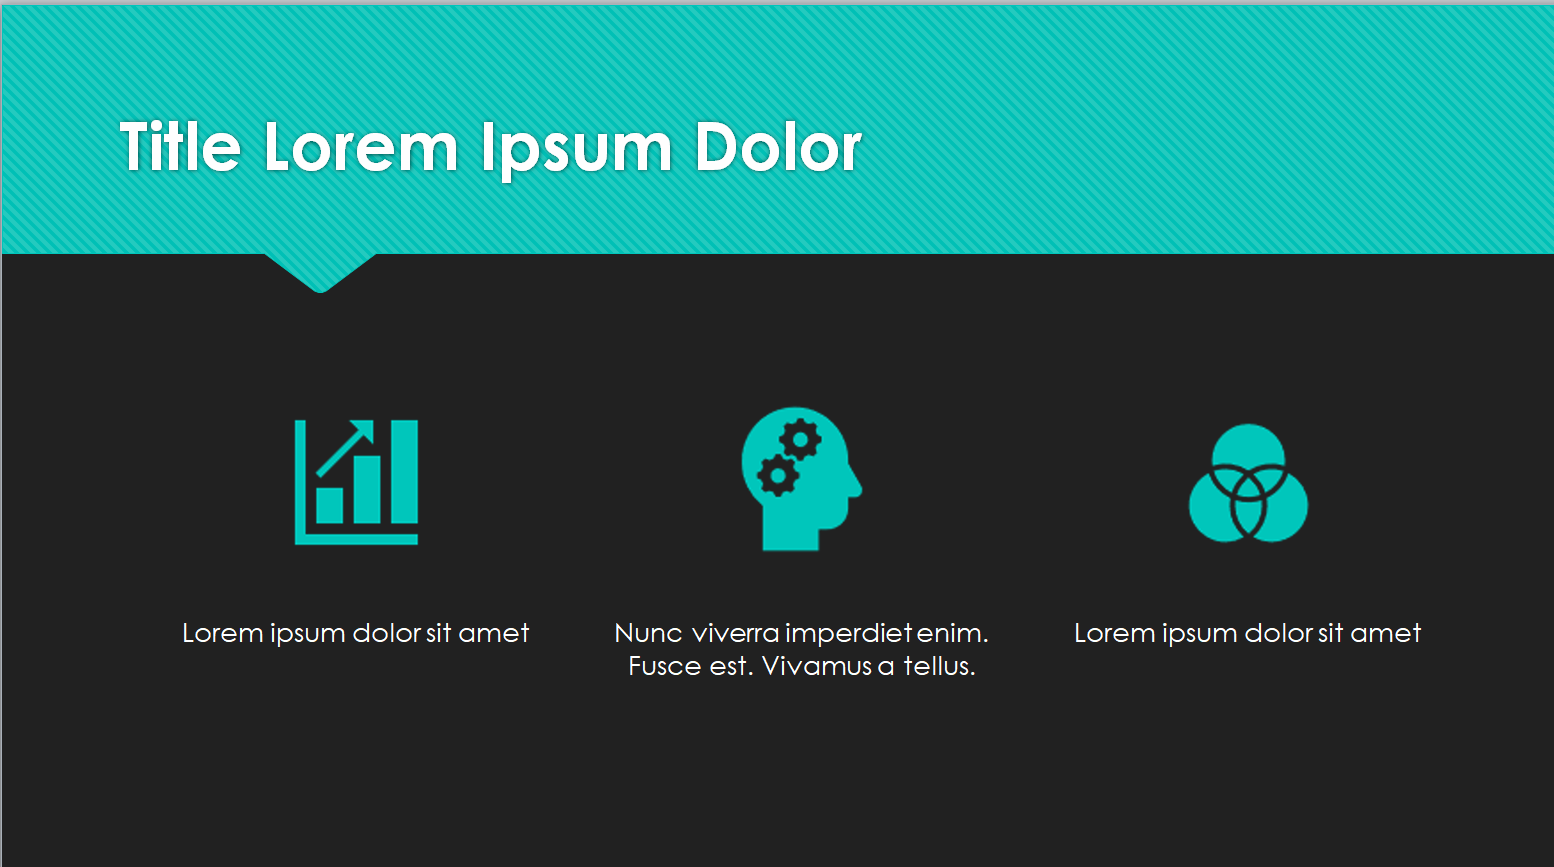 Title Lorem Ipsum Dolor
Lorem ipsum dolor sit amet
Nunc viverra imperdiet enim.
Fusce est. Vivamus a tellus.
Lorem ipsum dolor sit amet